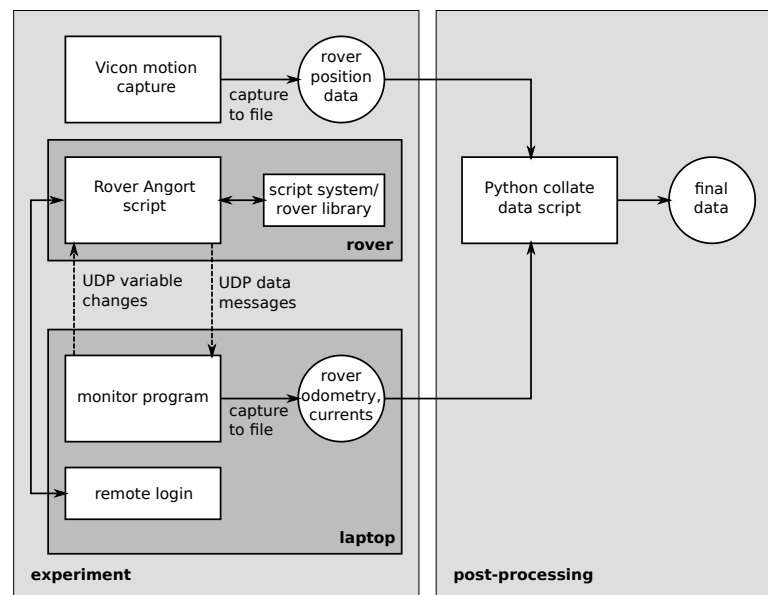 Vicon motion
capture
capture
to file
rover
position
data
Rover Angort
script
script system/
rover library
rover
UDP variable
changes
UDP data
messages
monitor program
capture
to file
rover
odometry,
currents
remote login
laptop
experiment
Python collate
data script
final
data
post-processing